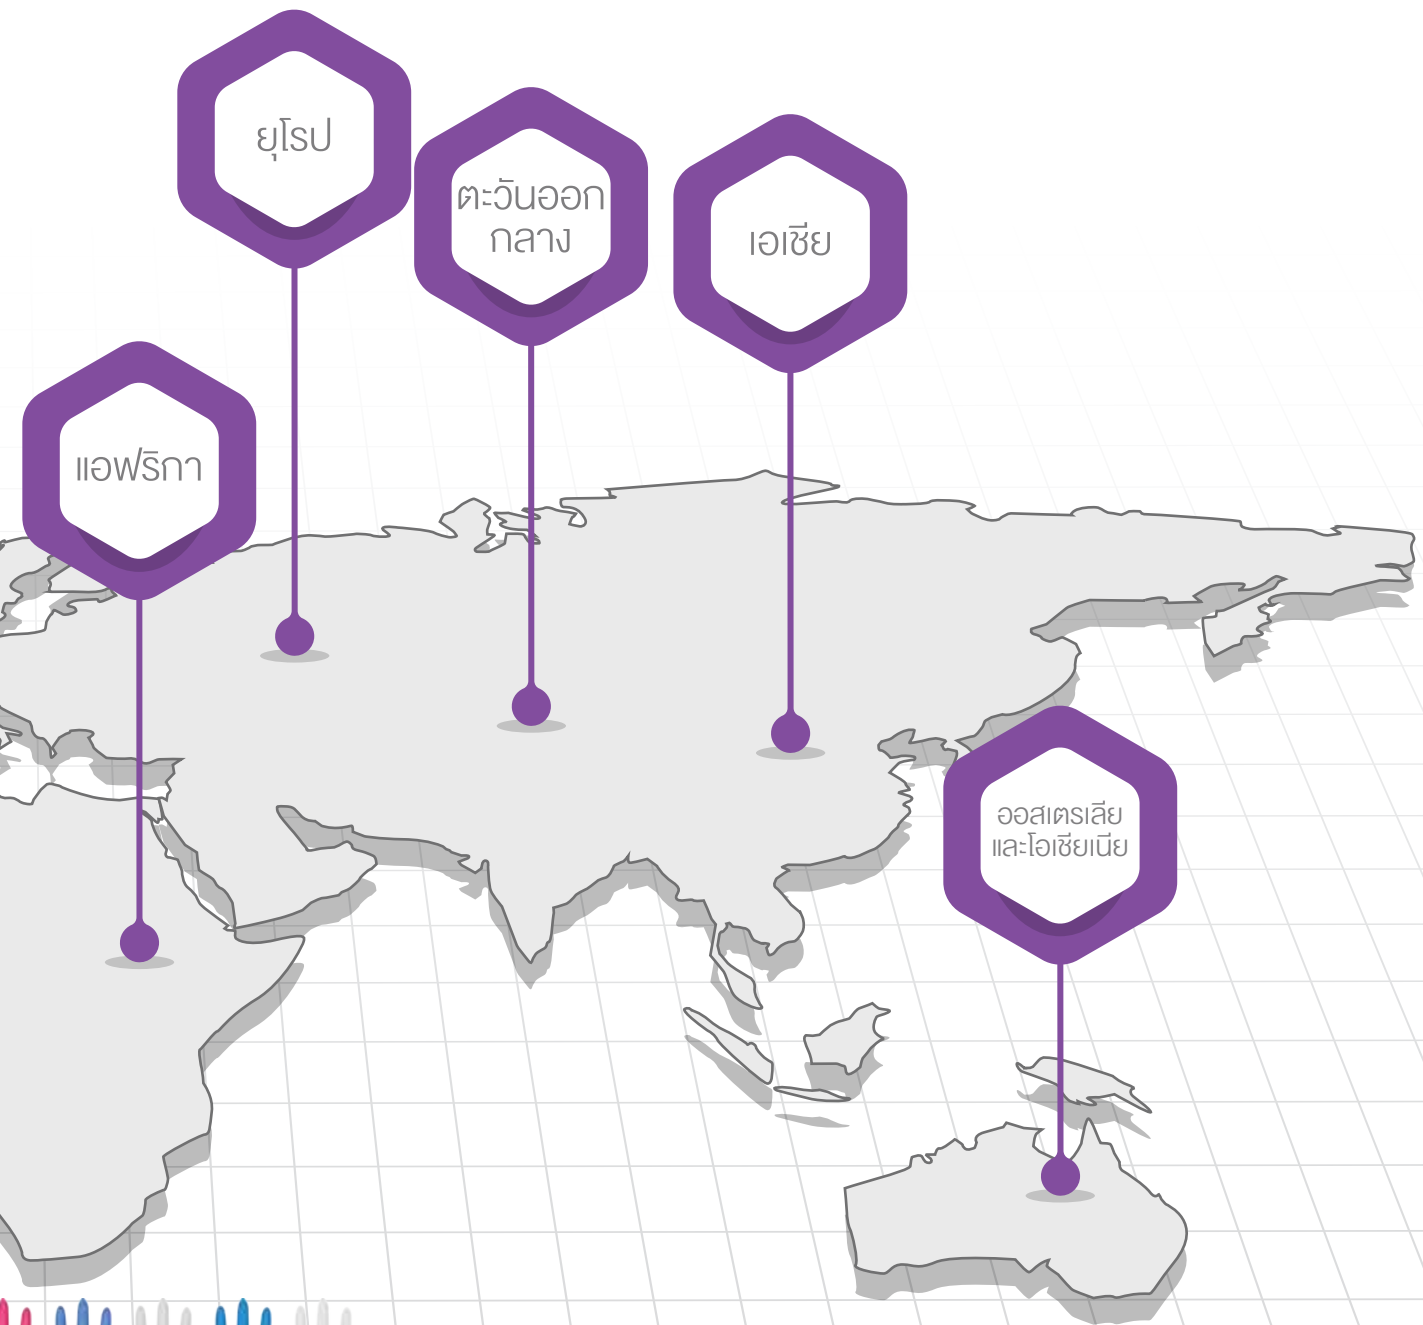 ยุโรป
ตะวันออก
กลาง
เอเชีย
แอฟริกา
ออสเตรเลีย
และโอเชียเนีย